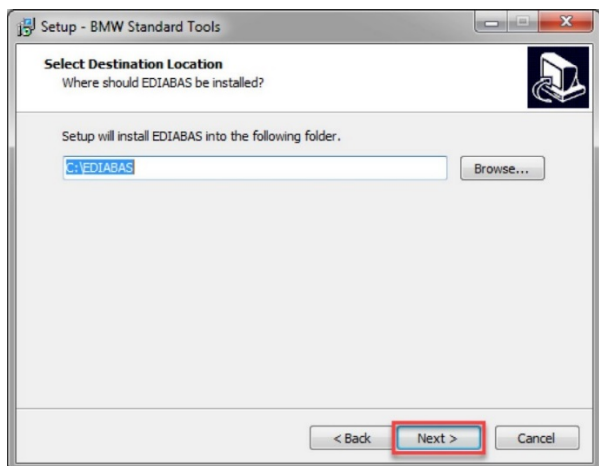 Setup - BMW Standard Tools
Select Destination Location
Where should EDIABAS be installed?
Setup will install EDIABAS into the following folder.
C:\EDIABAS
Browse...
< Back
Next >
Cancel